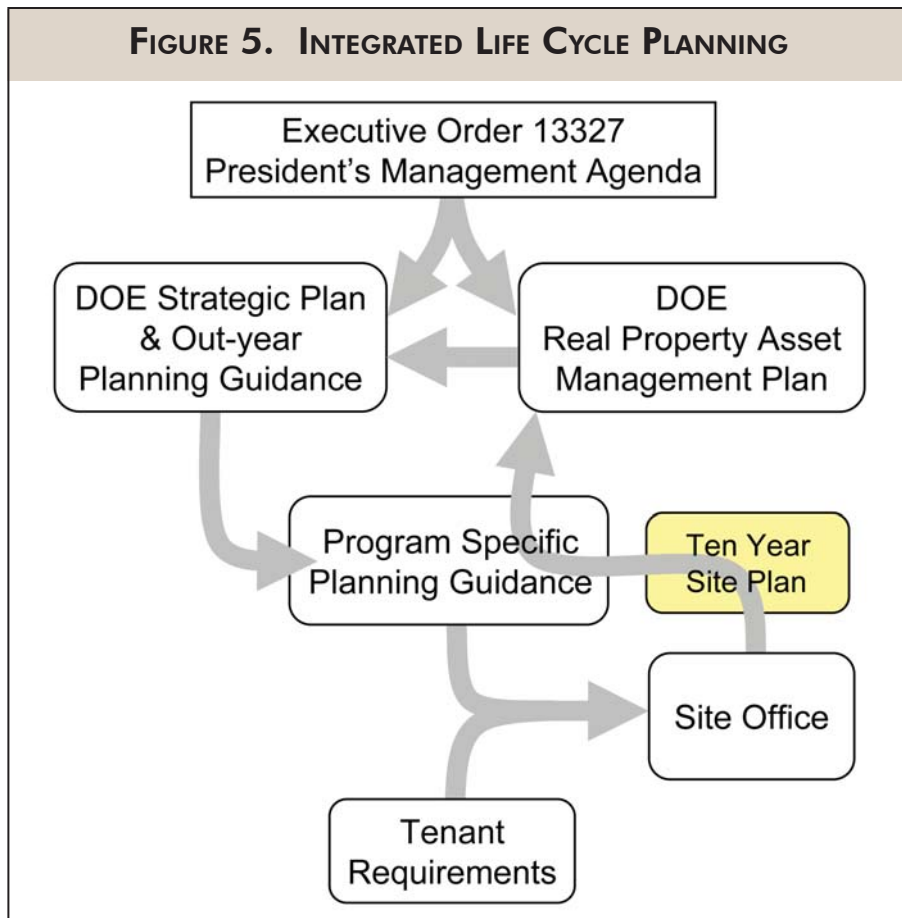 FIGURE 5. INTEGRATED LIFE CYCLE PLANNING
Executive Order 13327
President's Management Agenda
DOE Strategic Plan
& Out-year
Planning Guidance
DOE
Real Property Asset
Management Plan
Program Specific
Planning Guidance
Ten Year
Site Plan
Site Office
Tenant
Requirements